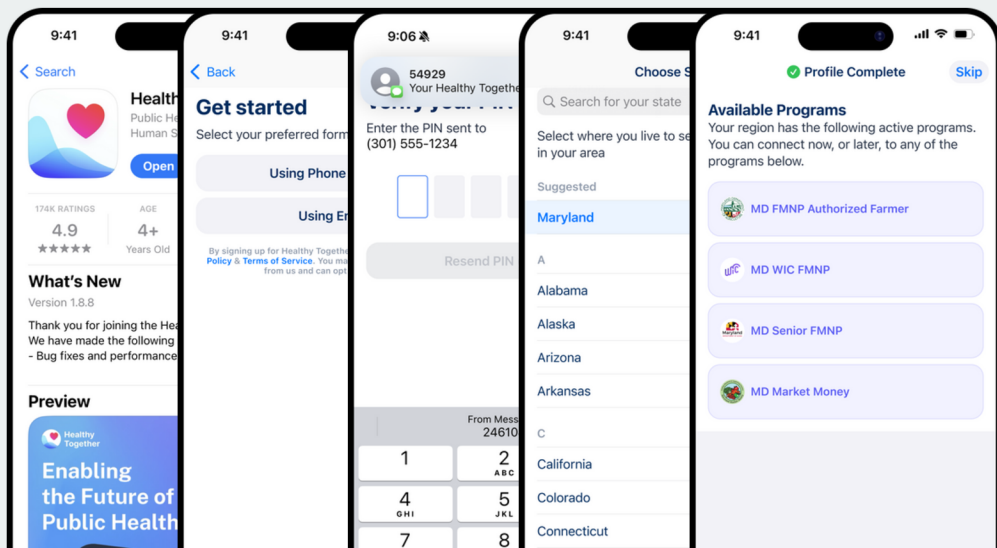 9:41
Search
Health
Public He
Human S
Open
174K RATINGS
AGE
4.9
4+
★★★★★
Years Old
What's New
Version 1.8.8
Thank you for joining the Hea
We have made the following
- Bug fixes and performance
Preview
Healthy
Together
Enabling
the Future of
Public Health
9:41
Back
Get started
Select your preferred form
Using Phone
Using Em
By signing up for Healthy Togethe
Policy & Terms of Service. You ma
from us and can opt
9:06
54929
Your Healthy Togethe
Verify your PIN
Enter the PIN sent to
(301) 555-1234
Resend PIN
From Mess
24610
1
2
ABC
4
GHI
5
JKL
7
8
9:41
Choose S
Search for your state
Select where you live to se
in your area
Suggested
Maryland
A
Alabama
Alaska
Arizona
Arkansas
C
California
Colorado
Connecticut
9:41
Profile Complete
Skip
Available Programs
Your region has the following active programs.
You can connect now, or later, to any of the
programs below.
MD FMNP Authorized Farmer
WIC
MD WIC FMNP
Maryland
MD Senior FMNP
MD Market Money